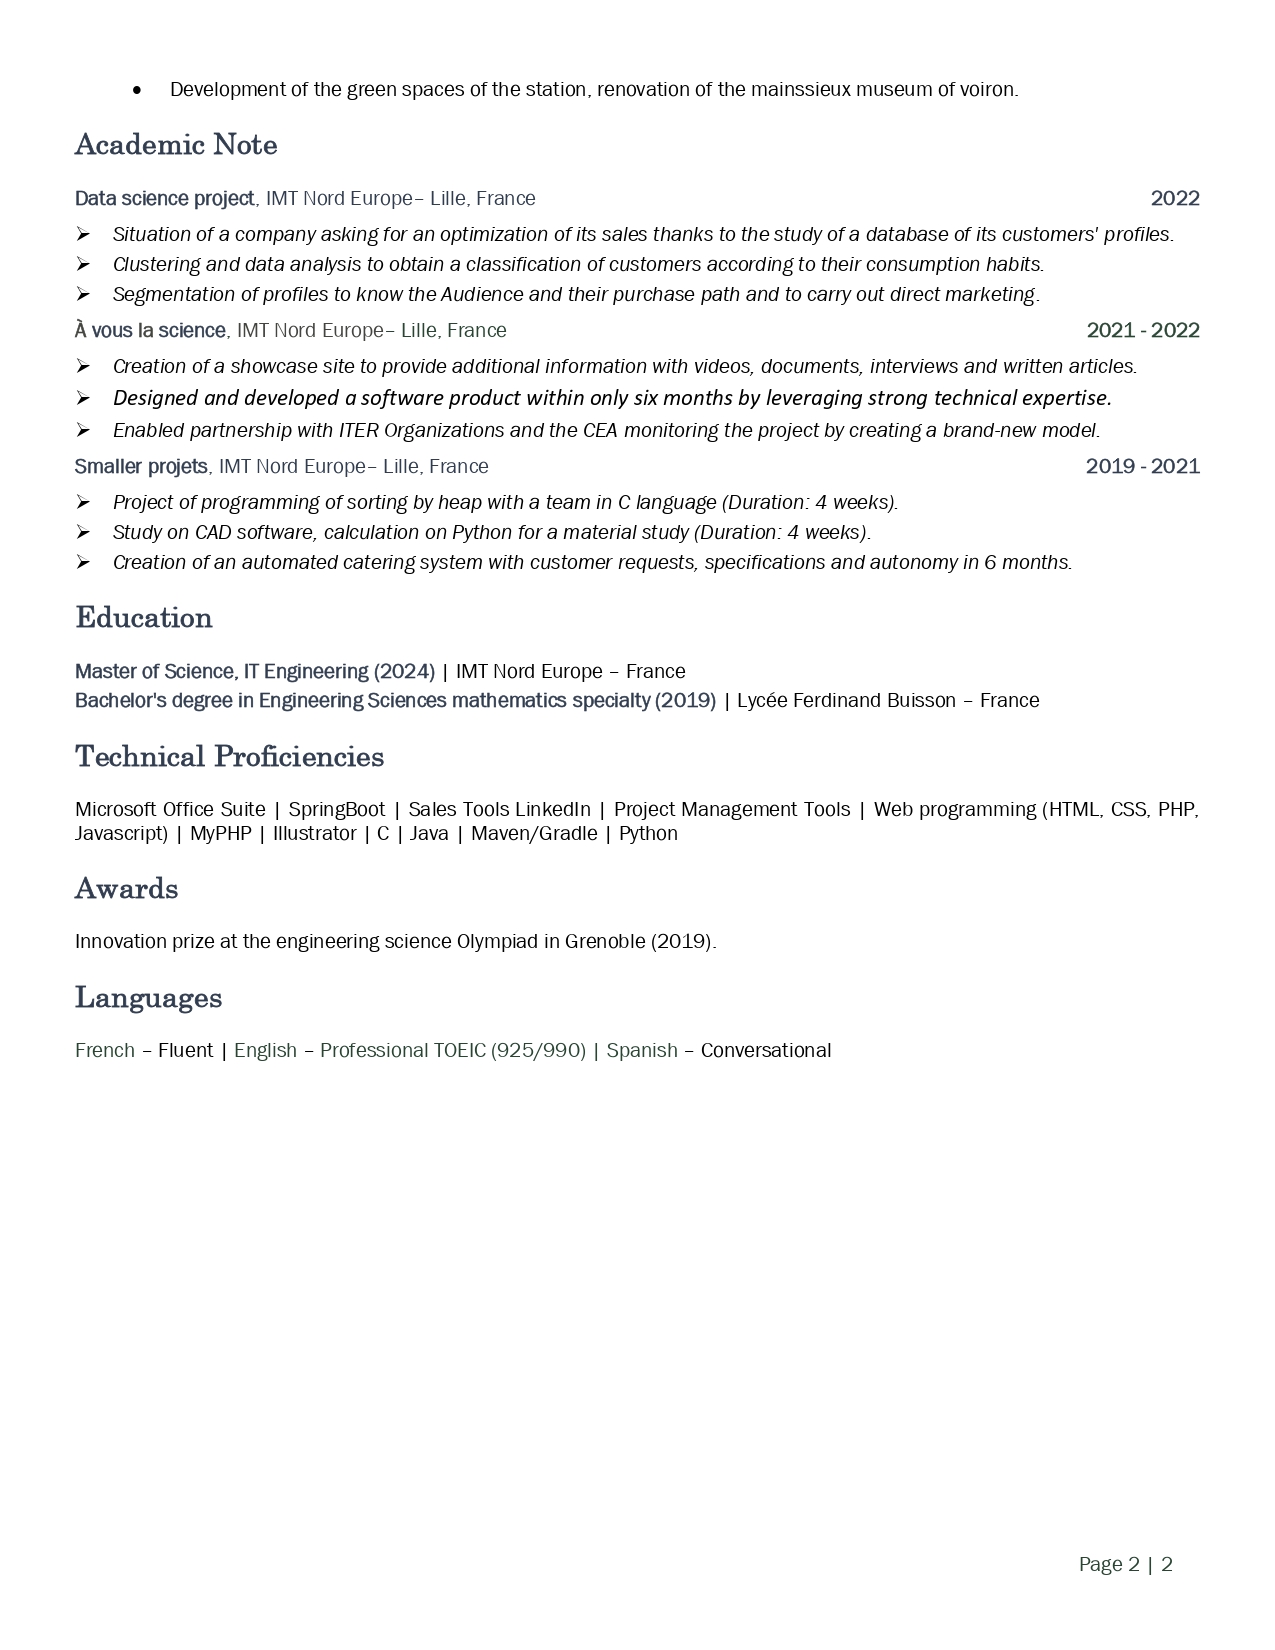 • Development of the green spaces of the station, renovation of the mainssieux museum of voiron.
Academic Note
Data science project, IMT Nord Europe– Lille, France 2022
➢ Situation of a company asking for an optimization of its sales thanks to the study of a database of its customers' profiles.
➢ Clustering and data analysis to obtain a classification of customers according to their consumption habits.
➢ Segmentation of profiles to know the Audience and their purchase path and to carry out direct marketing.
À vous la science, IMT Nord Europe– Lille, France 2021 - 2022
➢ Creation of a showcase site to provide additional information with videos, documents, interviews and written articles.
➢ Designed and developed a software product within only six months by leveraging strong technical expertise.
➢ Enabled partnership with ITER Organizations and the CEA monitoring the project by creating a brand-new model.
Smaller projets, IMT Nord Europe– Lille, France 2019 - 2021
➢ Project of programming of sorting by heap with a team in C language (Duration: 4 weeks).
➢ Study on CAD software, calculation on Python for a material study (Duration: 4 weeks).
➢ Creation of an automated catering system with customer requests, specifications and autonomy in 6 months.
Education
Master of Science, IT Engineering (2024) | IMT Nord Europe – France
Bachelor's degree in Engineering Sciences mathematics specialty (2019) | Lycée Ferdinand Buisson – France
Technical Proficiencies
Microsoft Office Suite | SpringBoot | Sales Tools LinkedIn | Project Management Tools | Web programming (HTML, CSS, PHP,
Javascript) | MyPHP | Illustrator | C | Java | Maven/Gradle | Python
Awards
Innovation prize at the engineering science Olympiad in Grenoble (2019).
Languages
French – Fluent | English – Professional TOEIC (925/990) | Spanish – Conversational
Page 2 | 2